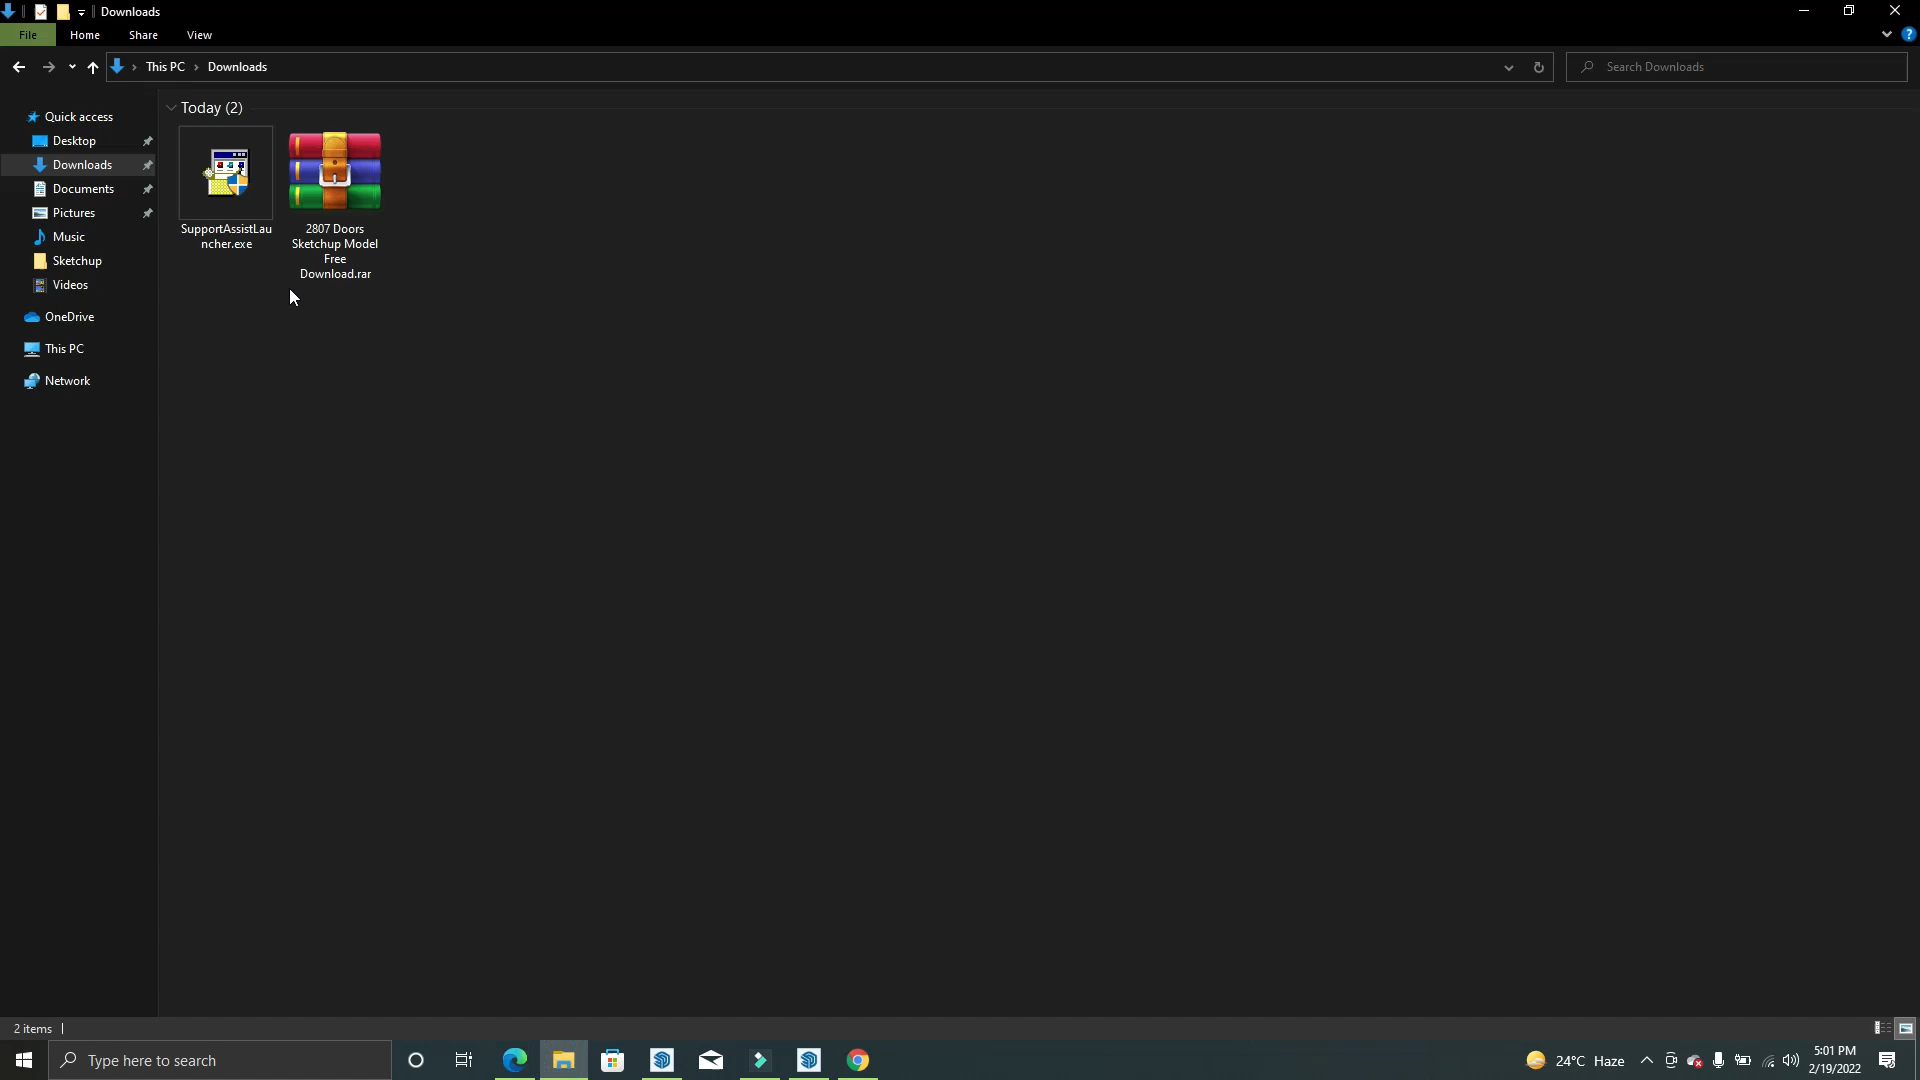 Downloads
File Home Share View
This PC Downloads
Search Downloads
Quick access
Desktop
Downloads
Documents
Pictures
Music
Sketchup
Videos
OneDrive
This PC
Network
Today (2)
SupportAssistLau
ncher.exe
2807 Doors
Sketchup Model
Free
Download.rar
2 items
Type here to search
24°C Haze
5:01 PM
2/19/2022